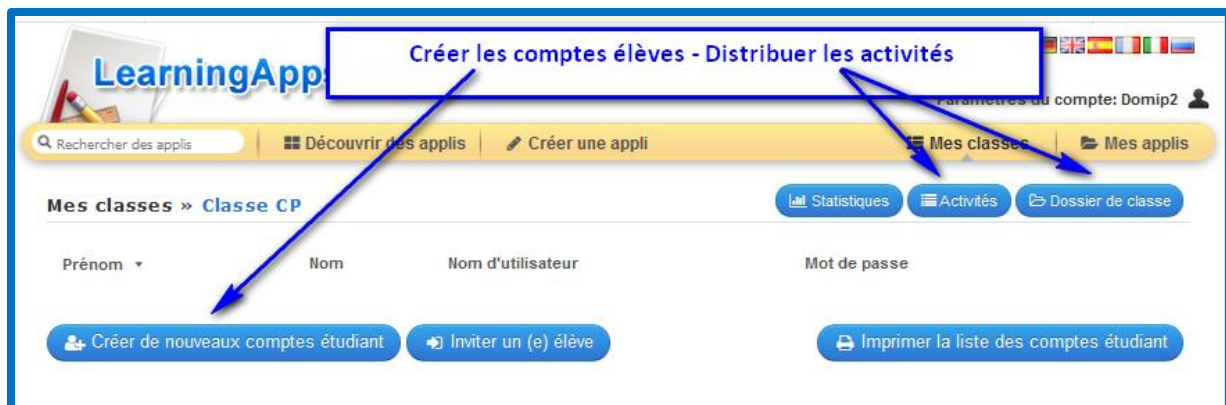 Créer les comptes élèves - Distribuer les activités
LearningApp
Paramètres du compte: Domip2
Rechercher des applis
Découvrir des applis
Créer une appli
Mes classes
Mes applis
Mes classes » Classe CP
Statistiques
Activités
Dossier de classe
Prénom
Nom
Nom d'utilisateur
Mot de passe
Créer de nouveaux comptes étudiant
Inviter un (e) élève
Imprimer la liste des comptes étudiant